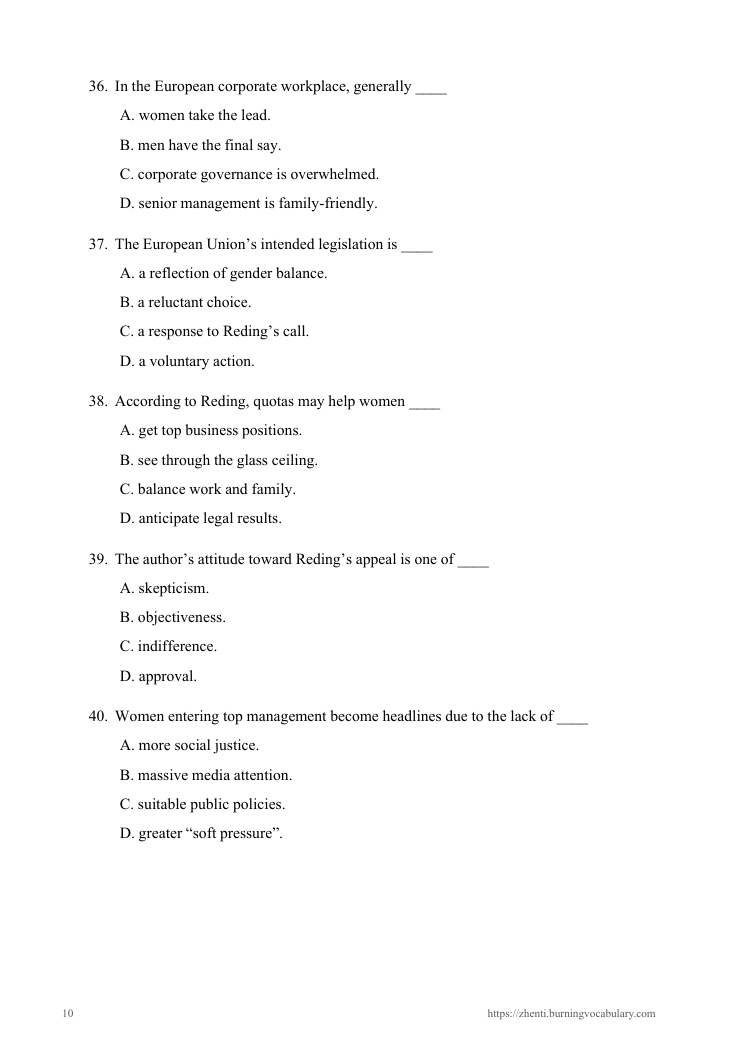 36. In the European corporate workplace, generally ____
A. women take the lead.
B. men have the final say.
C. corporate governance is overwhelmed.
D. senior management is family-friendly.
37. The European Union’s intended legislation is ____
A. a reflection of gender balance.
B. a reluctant choice.
C. a response to Reding’s call.
D. a voluntary action.
38. According to Reding, quotas may help women ____
A. get top business positions.
B. see through the glass ceiling.
C. balance work and family.
D. anticipate legal results.
39. The author’s attitude toward Reding’s appeal is one of ____
A. skepticism.
B. objectiveness.
C. indifference.
D. approval.
40. Women entering top management become headlines due to the lack of ____
A. more social justice.
B. massive media attention.
C. suitable public policies.
D. greater “soft pressure”.
10 https://zhenti.burningvocabulary.com